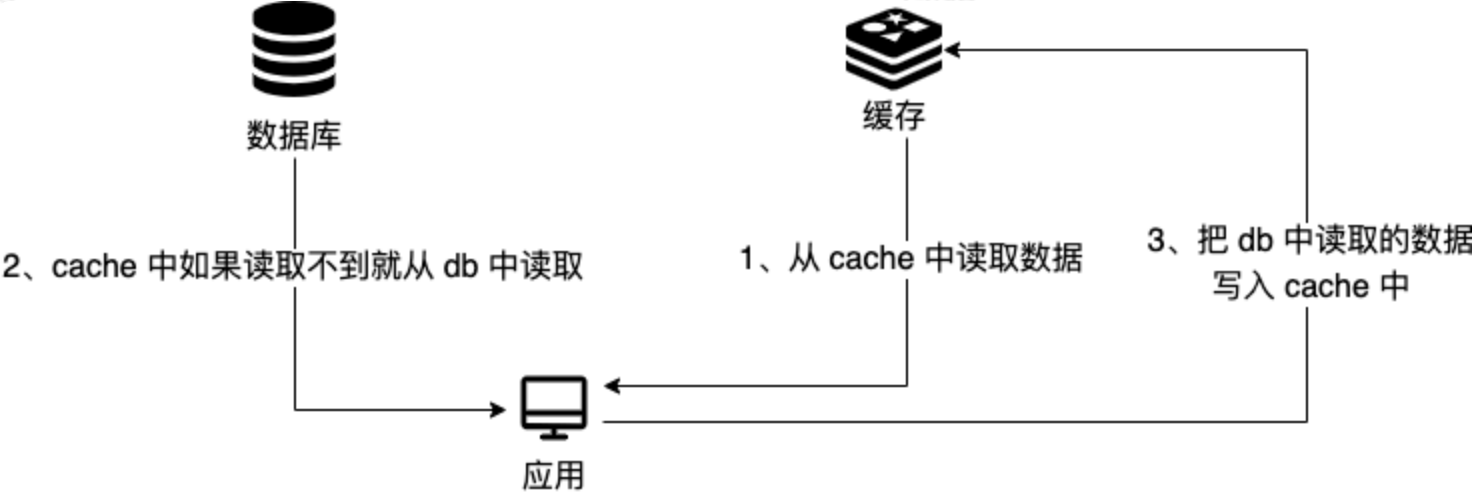 数据库
缓存
2、cache 中如果读取不到就从 db 中读取
1、从 cache 中读取数据
3、把 db 中读取的数据
写入 cache 中
应用